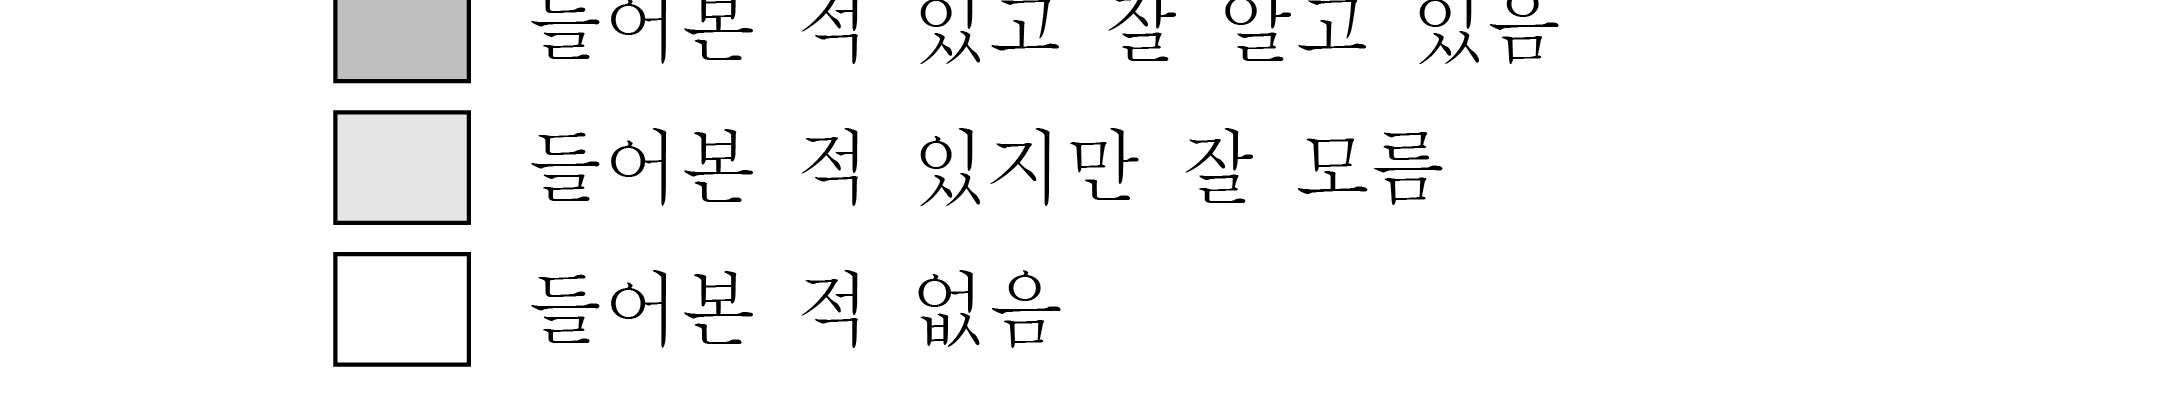 들어본 적 있고 잘 알고 있음
들어본 적 있지만 잘 모름
들어본 적 없음